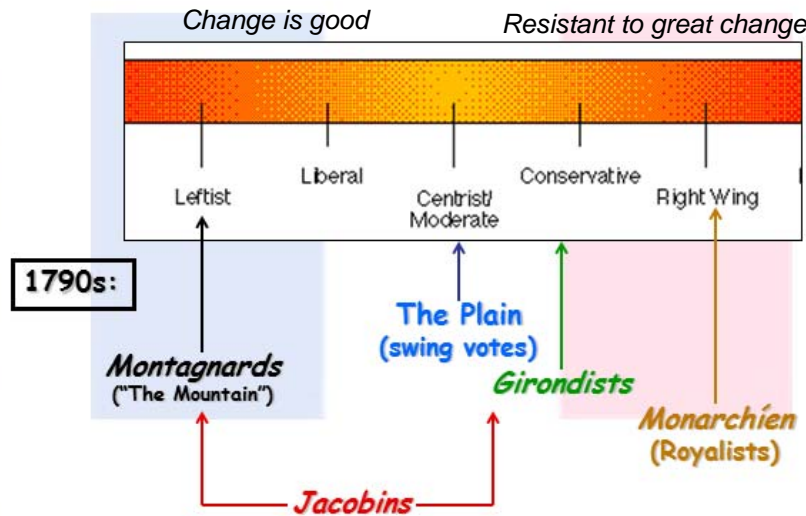 Change is good
Resistant to great change
Leftist
Liberal
Centrist/
Moderate
Conservative
Right Wing
1790s:
Montagnards
("The Mountain")
The Plain
(swing votes)
Girondists
Monarchíen
(Royalists)
Jacobins